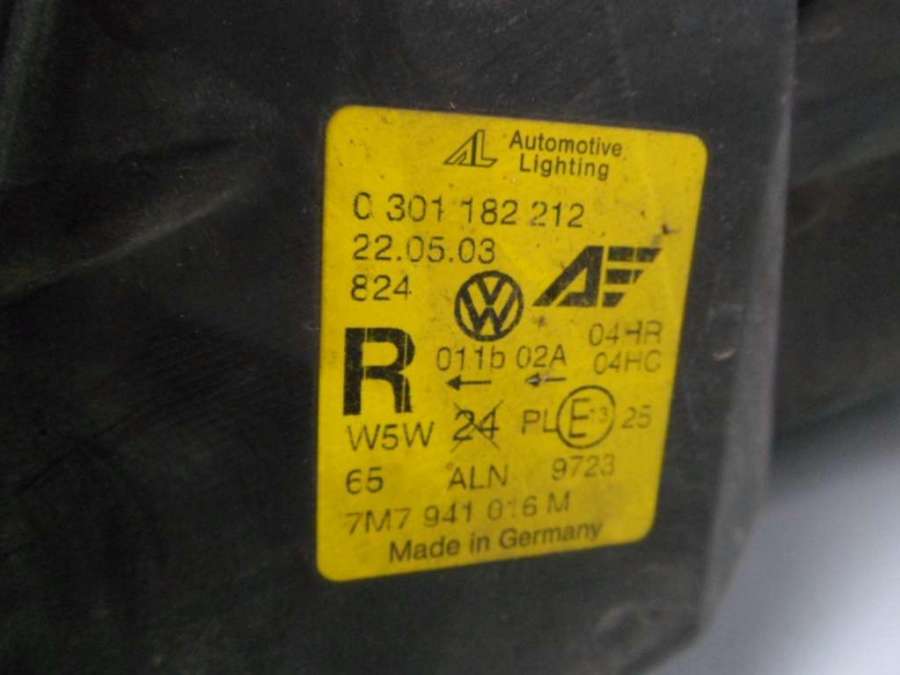 AL Automotive
Lighting
0 301 182 212
22.05.03
824
04HR
R 011b 02A 04HC
W5W 24 PL E13 25
65 ALN 9723
7M7 941 016 M
Made in Germany